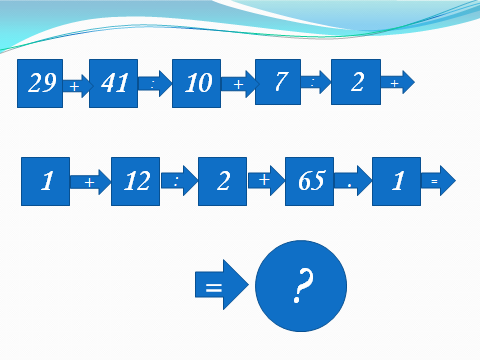 29 + 41 : 10 + 7 : 2 +
1 + 12 : 2 + 65 . 1 =
= ?